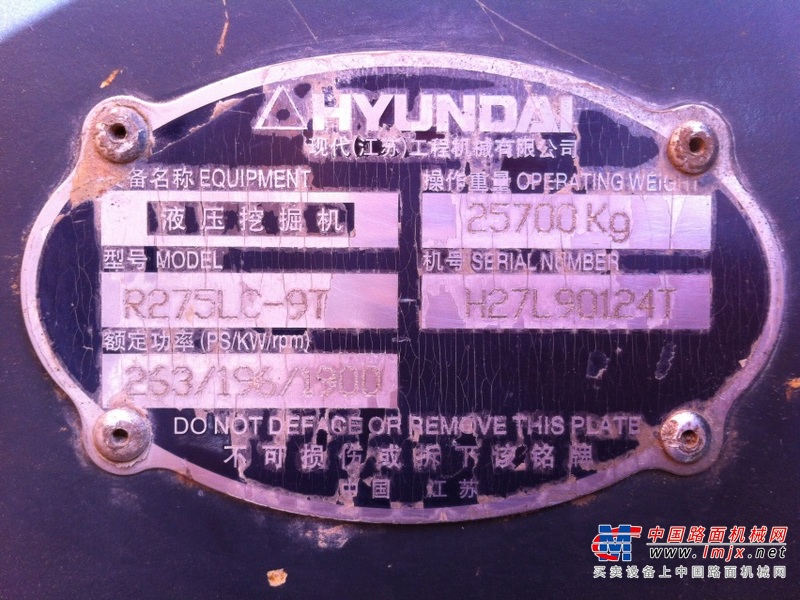 HYUNDAI
现代(江苏)工程机械有限公司
设备名称 EQUIPMENT
液压挖掘机
操作重量 OPERATING WEIGHT
25700Kg
型号 MODEL
R275LC-9T
机号 SERIAL NUMBER
H27L90124T
额定功率(PS/KW/rpm)
263/196/1900
DO NOT DEFACE OR REMOVE THIS PLATE
不可损伤或拆下该铭牌
中国 江苏
中国路面机械网
www.lmjx.net
买卖设备上中国路面机械网